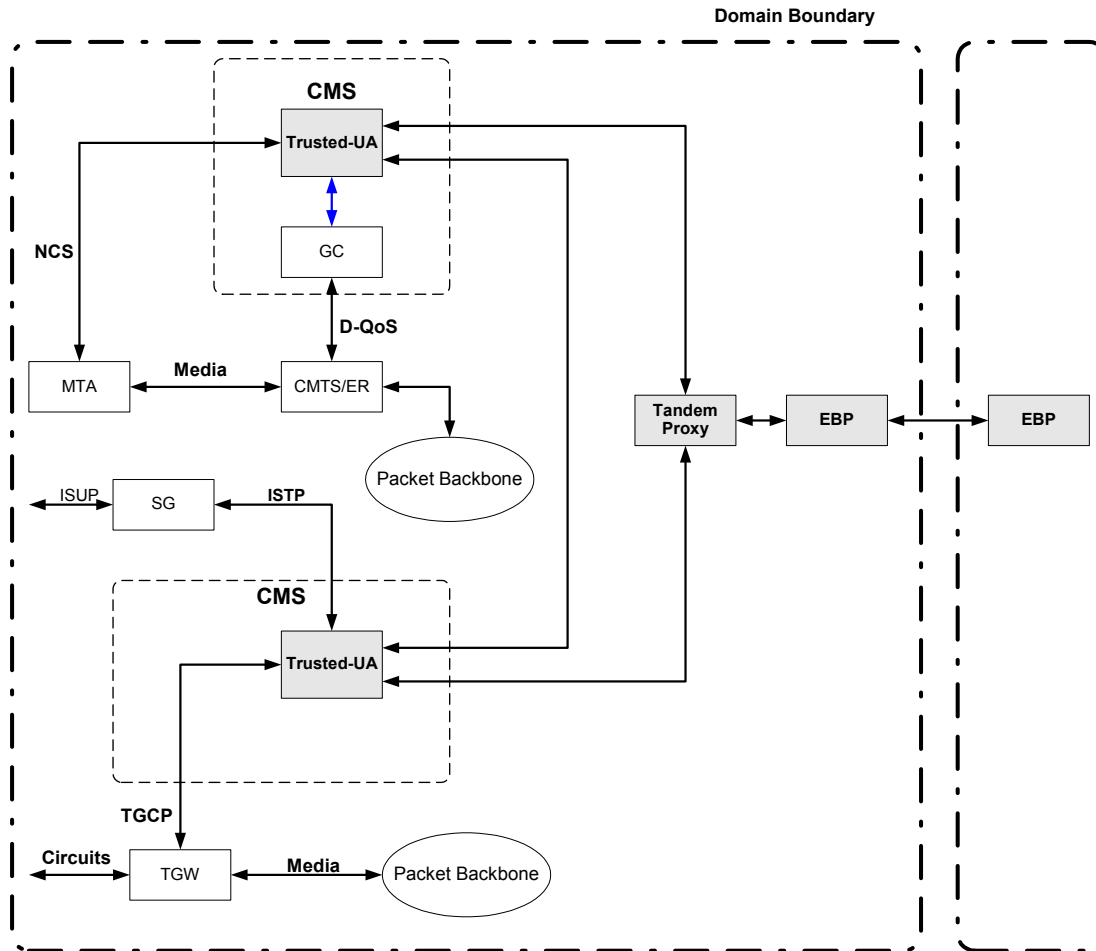 Domain Boundary
CMS
Trusted-UA
NCS
GC
D-QoS
MTA
Media
CMTS/ER
Tandem
Proxy
EBP
EBP
Packet Backbone
ISUP
SG
ISTP
CMS
Trusted-UA
TGCP
Circuits
TGW
Media
Packet Backbone